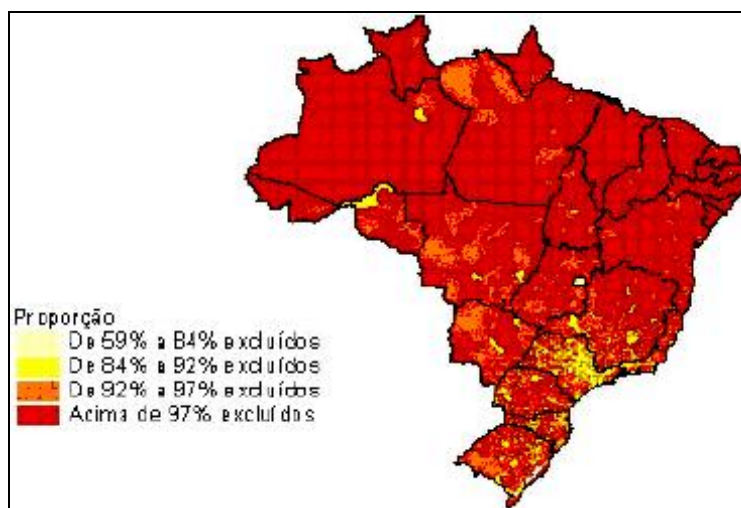 Proporção
De 59% a 84% excluídos
De 84% a 92% excluídos
De 92% a 97% excluídos
Acima de 97% excluídos